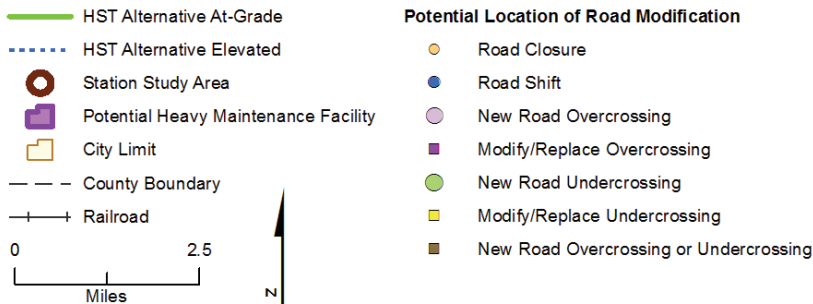 HST Alternative At-Grade
HST Alternative Elevated
Station Study Area
Potential Heavy Maintenance Facility
City Limit
County Boundary
Railroad
0 2.5
Miles
N
Potential Location of Road Modification
Road Closure
Road Shift
New Road Overcrossing
Modify/Replace Overcrossing
New Road Undercrossing
Modify/Replace Undercrossing
New Road Overcrossing or Undercrossing